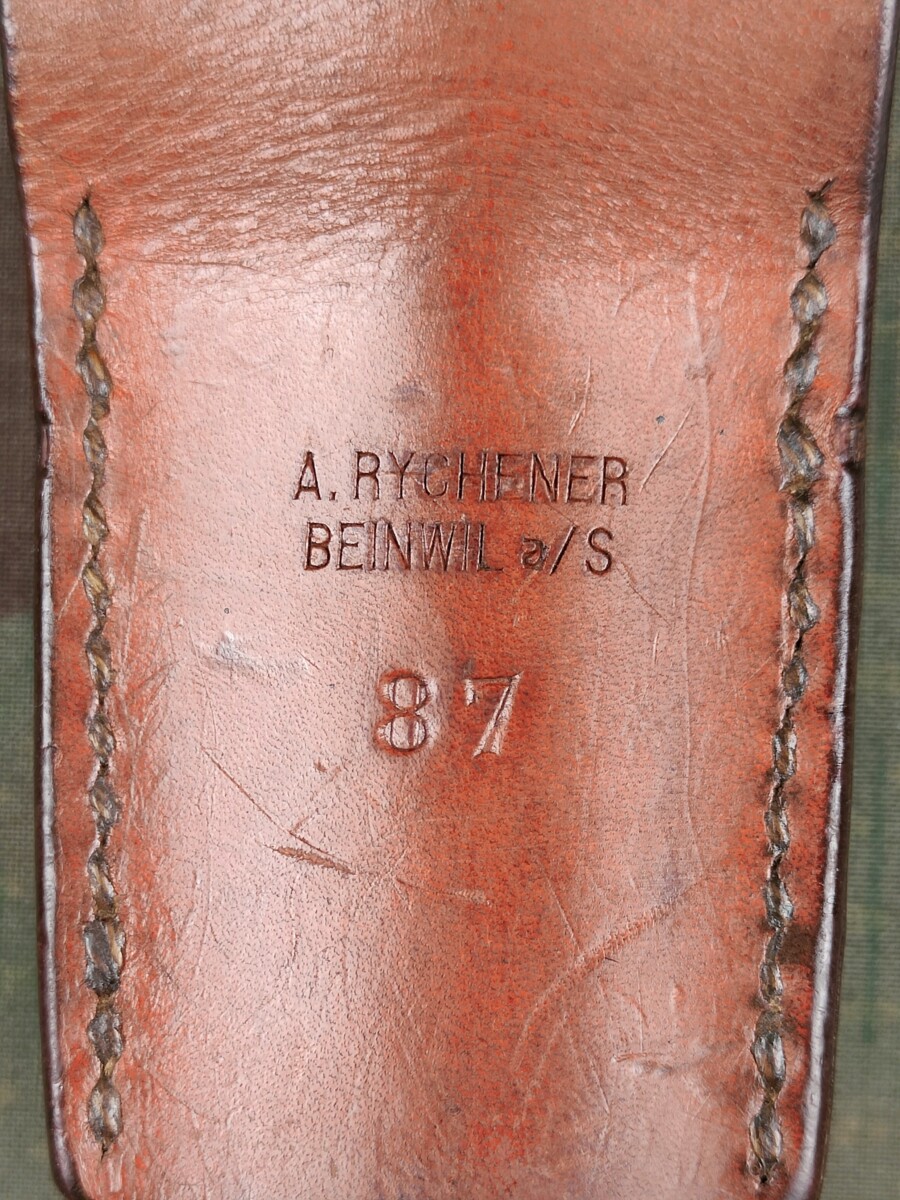 A. RYCHENER
BEINWIL a/S
87